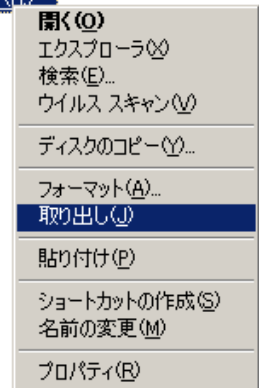 開く(O)
エクスプローラ(X)
検索(E)...
ウイルス スキャン(V)
ディスクのコピー(Y)...
フォーマット(A)...
取り出し(J)
貼り付け(P)
ショートカットの作成(S)
名前の変更(M)
プロパティ(R)